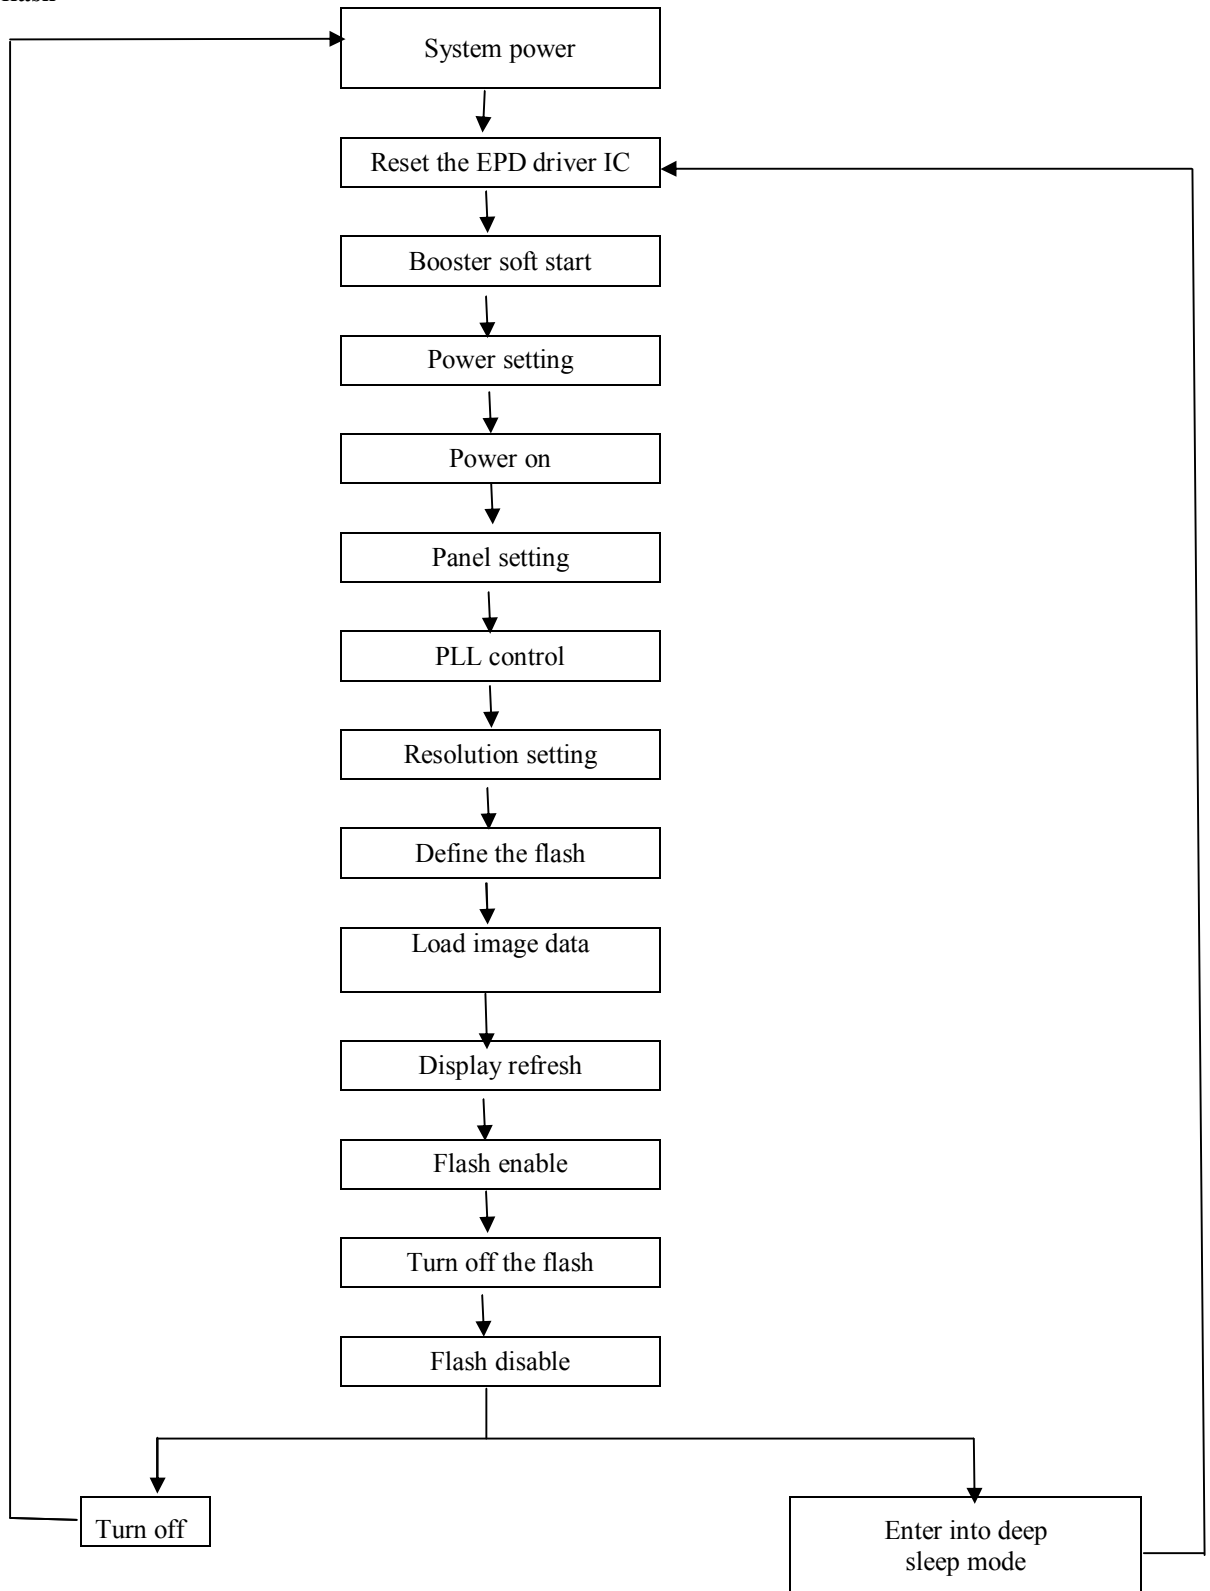 System power
Reset the EPD driver IC
Booster soft start
Power setting
Power on
Panel setting
PLL control
Resolution setting
Define the flash
Load image data
Display refresh
Flash enable
Turn off the flash
Flash disable
Turn off
Enter into deep
sleep mode